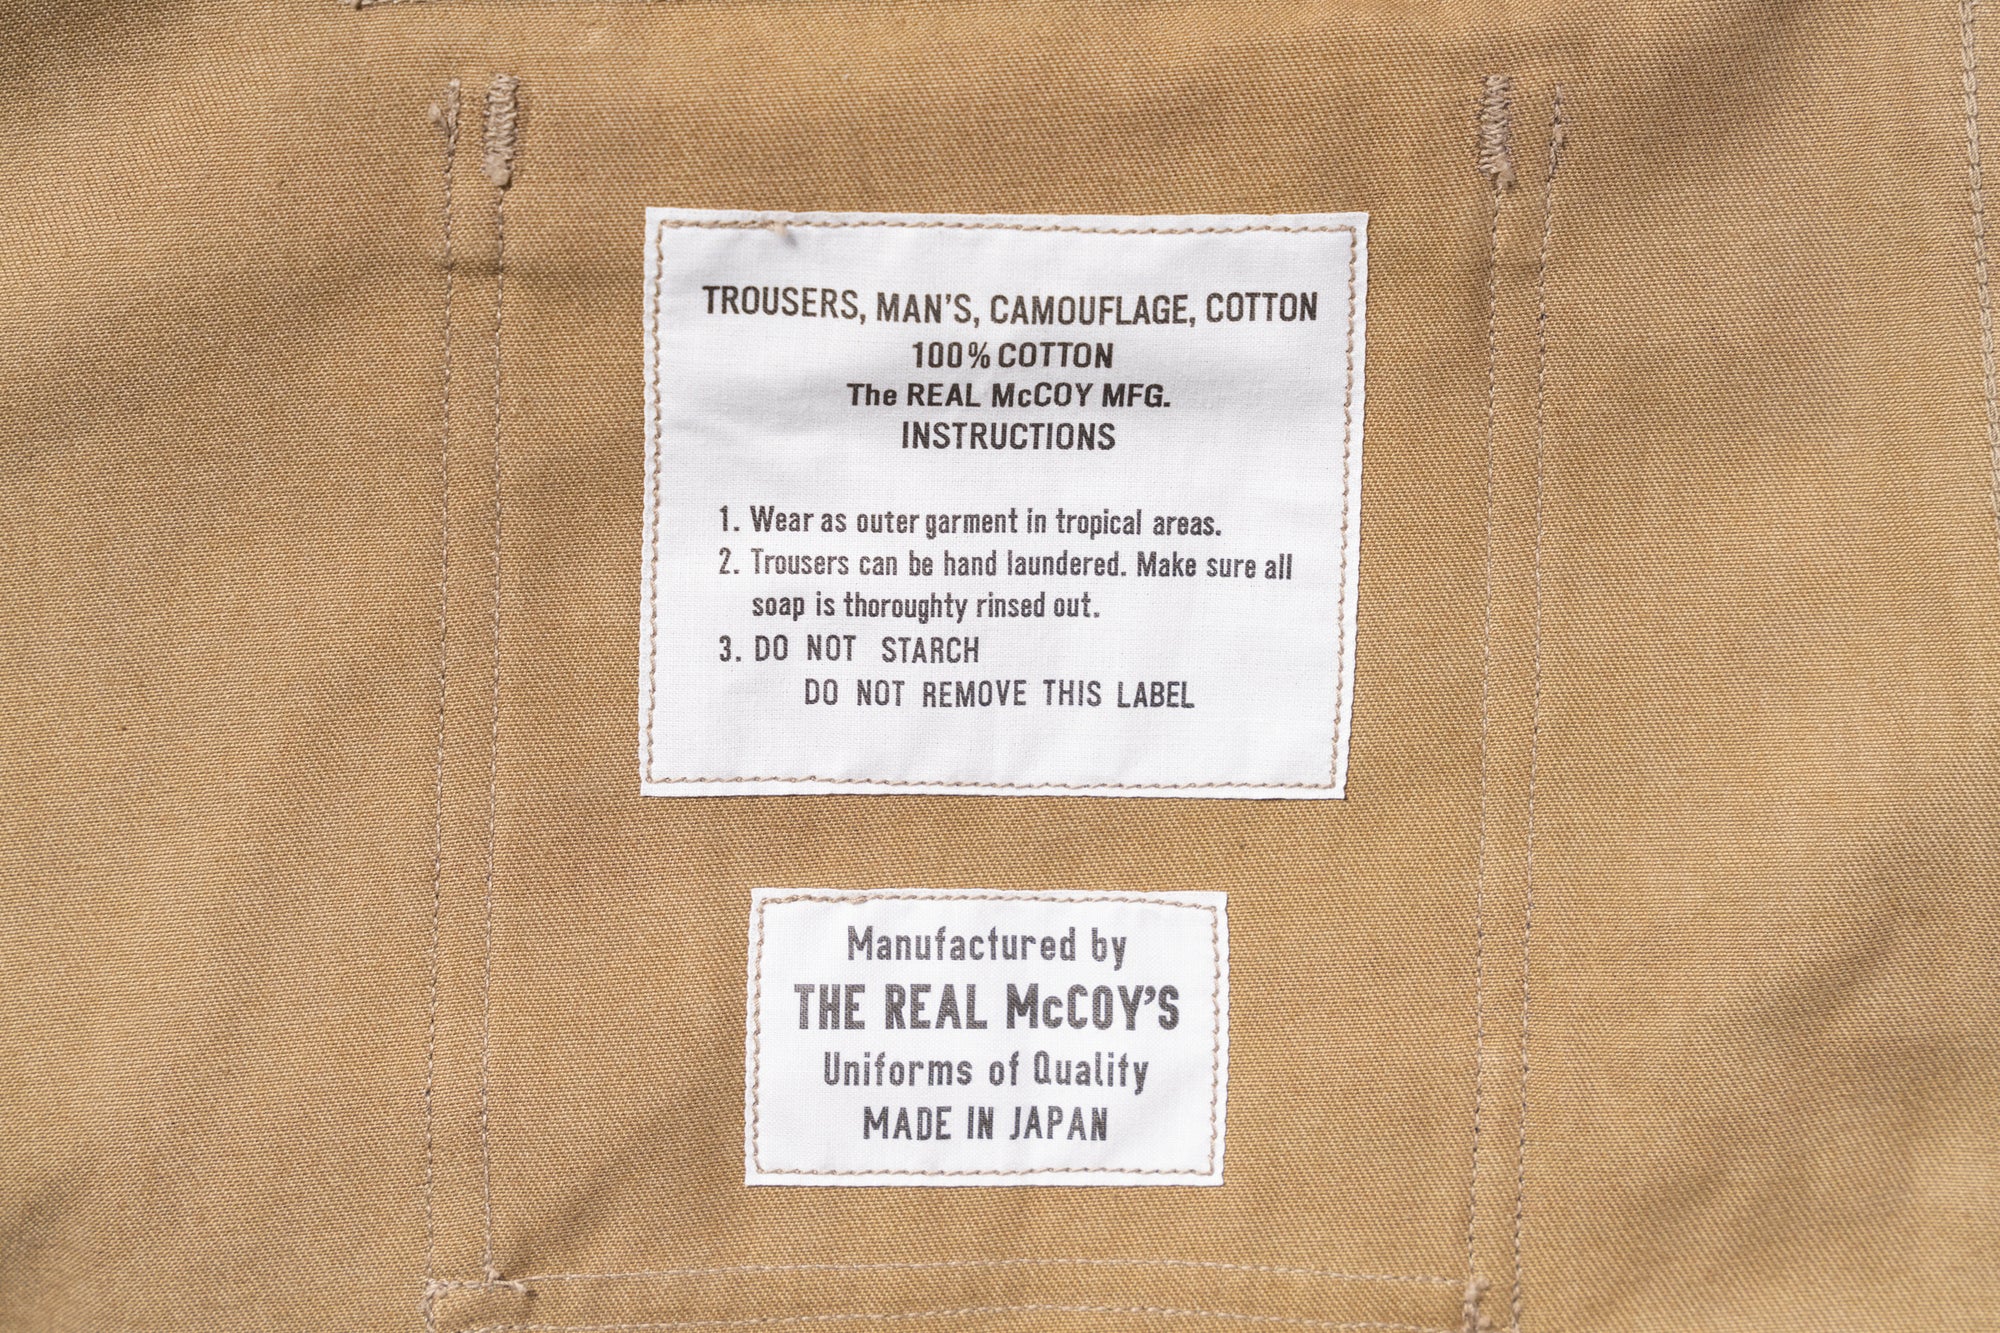 TROUSERS, MAN'S, CAMOUFLAGE, COTTON
100% COTTON
The REAL McCOY MFG.
INSTRUCTIONS
1. Wear as outer garment in tropical areas.
2. Trousers can be hand laundered. Make sure all
soap is thoroughty rinsed out.
3. DO NOT STARCH
DO NOT REMOVE THIS LABEL
Manufactured by
THE REAL McCOY'S
Uniforms of Quality
MADE IN JAPAN